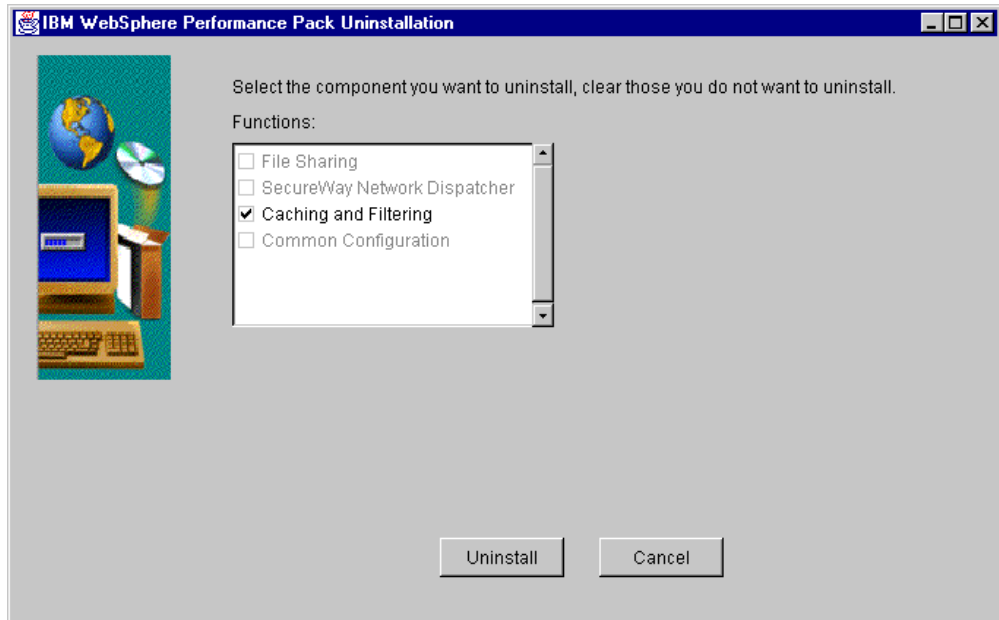 IBM WebSphere Performance Pack Uninstallation
Select the component you want to uninstall, clear those you do not want to uninstall.
Functions:
File Sharing
SecureWay Network Dispatcher
Caching and Filtering
Common Configuration
Uninstall
Cancel